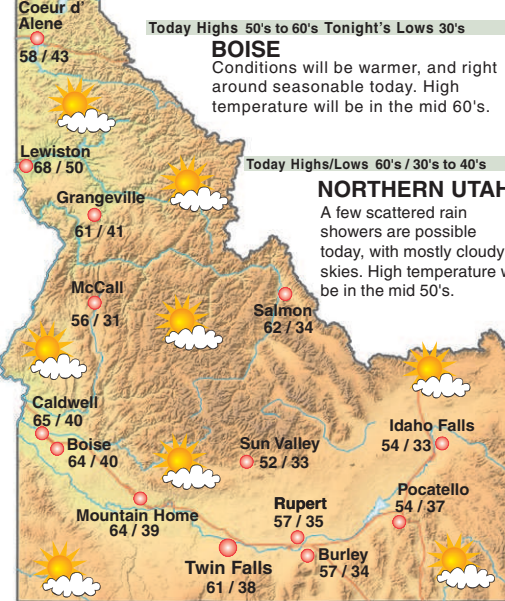 Coeur d'
Alene
58 / 43
Today Highs 50's to 60's Tonight's Lows 30's
BOISE
Conditions will be warmer, and right
around seasonable today. High
temperature will be in the mid 60's.
Lewiston
68 / 50
Today Highs/Lows 60's / 30's to 40's
NORTHERN UTAH
A few scattered rain
showers are possible
today, with mostly cloudy
skies. High temperature w
be in the mid 50's.
Grangeville
61 / 41
McCall
56 / 31
Salmon
62 / 34
Caldwell
65 / 40
Boise
64 / 40
Sun Valley
52 / 33
Idaho Falls
54 / 33
Mountain Home
64 / 39
Rupert
57 / 35
Pocatello
54 / 37
Twin Falls
61 / 38
Burley
57 / 34